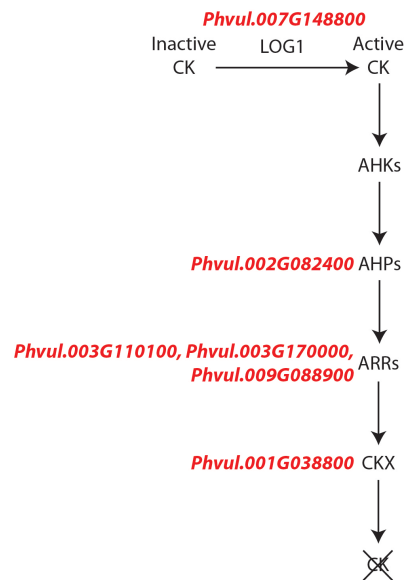 Phvul.007G148800
Inactive LOG1 Active
CK CK
AHKs
Phvul.002G082400 AHPs
Phvul.003G110100, Phvul.003G170000,
Phvul.009G088900 ARRs
Phvul.001G038800 CKX
CK